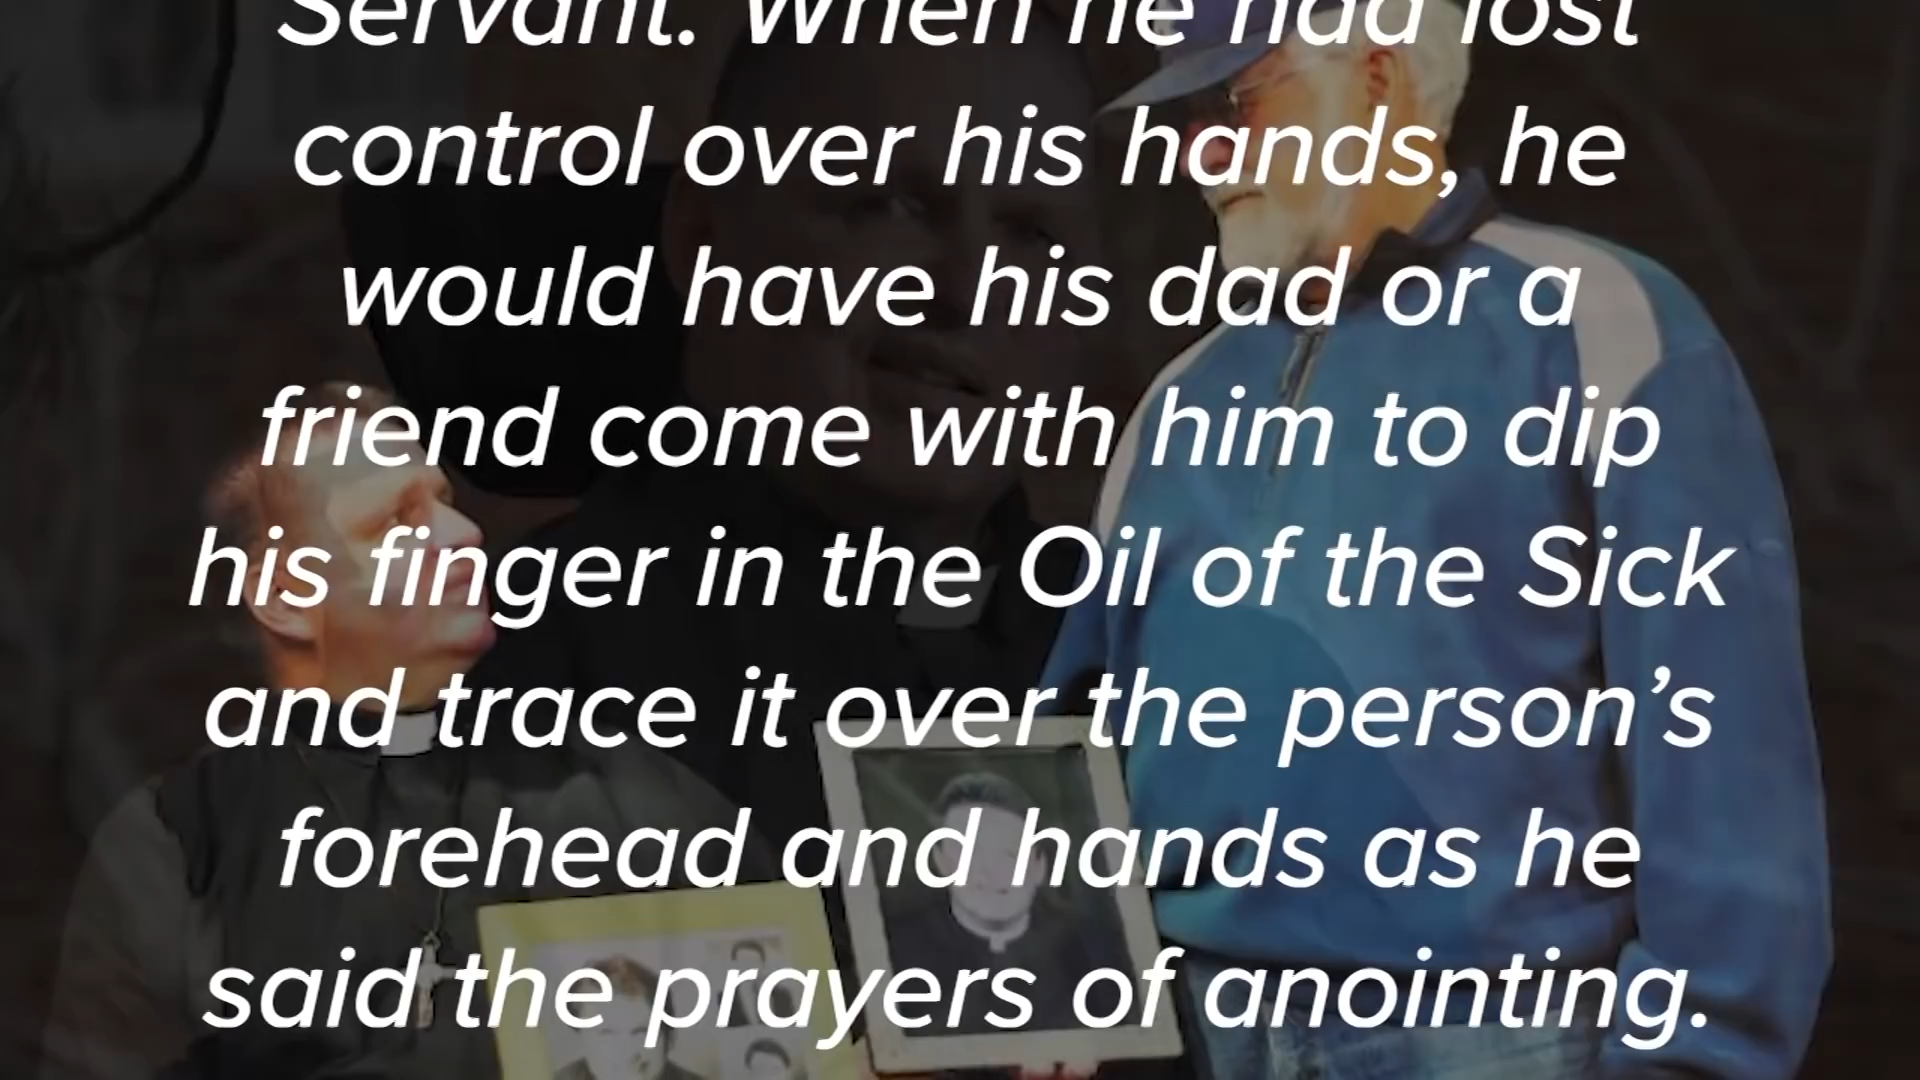 Servant. When he had lost
control over his hands, he
would have his dad or a
friend come with him to dip
his finger in the Oil of the Sick
and trace it over the person’s
forehead and hands as he
said the prayers of anointing.